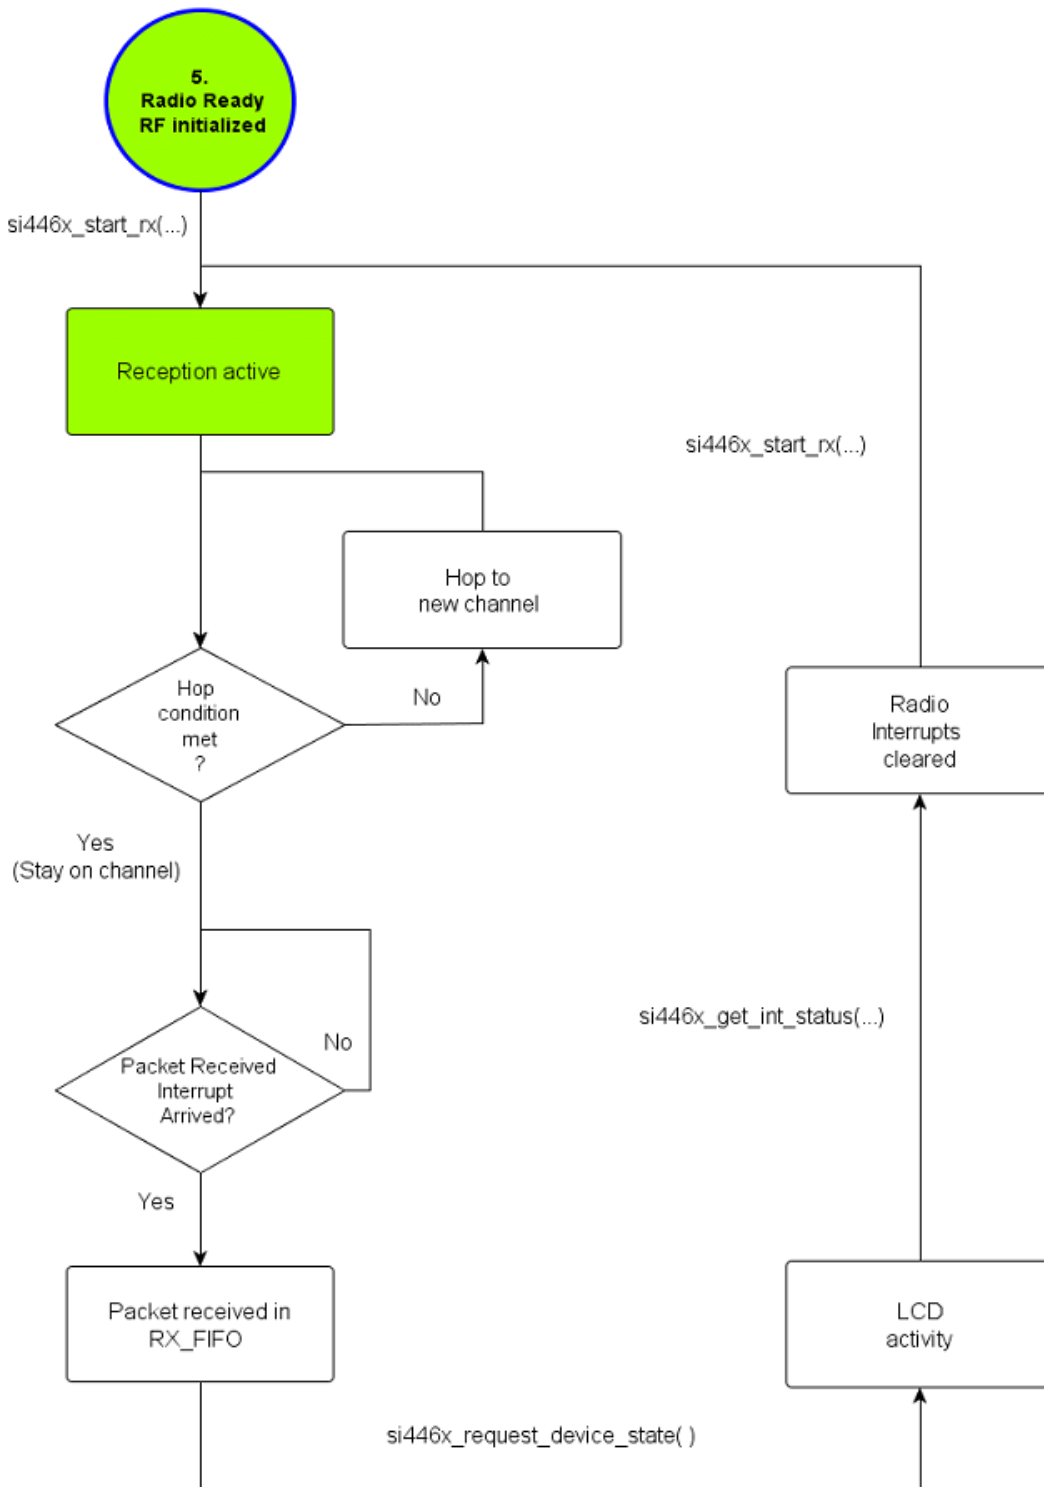 5.
Radio Ready
RF initialized
si446x_start_rx(...)
Reception active
si446x_start_rx(...)
Hop to
new channel
Hop
condition
met
?
No
Radio
Interrupts
cleared
Yes
(Stay on channel)
si446x_get_int_status(...)
No
Packet Received
Interrupt
Arrived?
Yes
Packet received in
RX_FIFO
LCD
activity
si446x_request_device_state( )